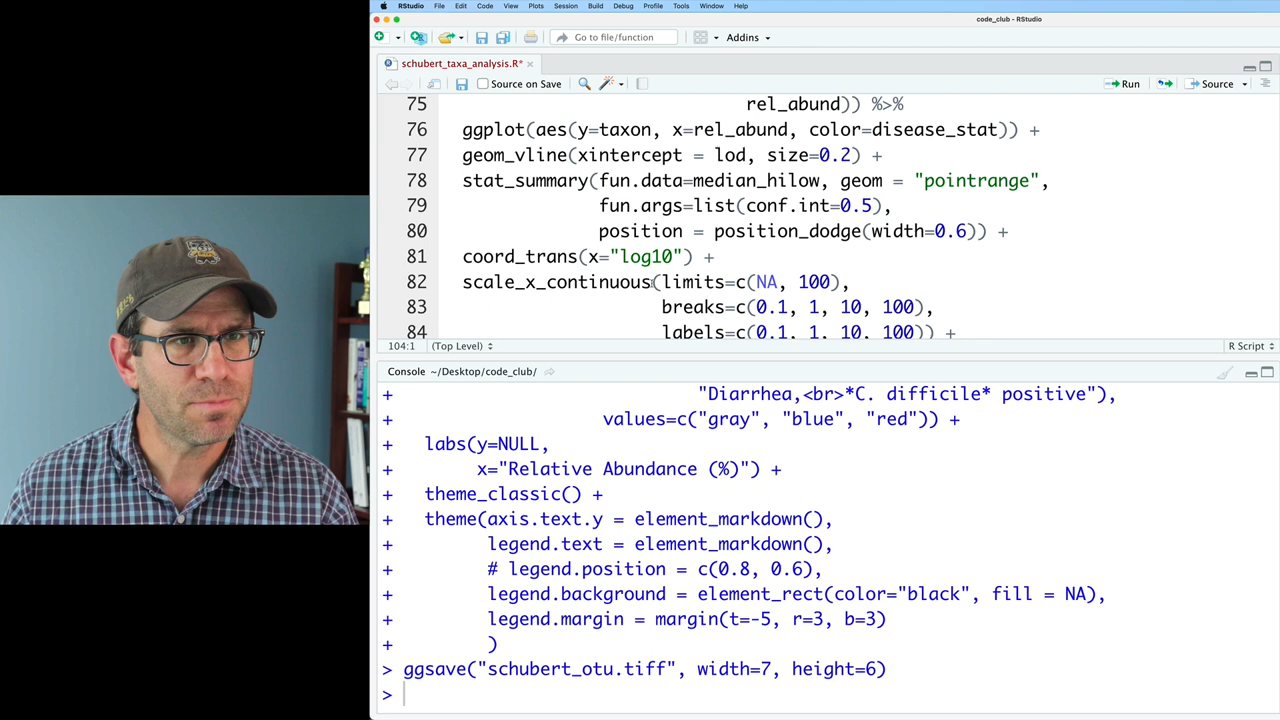 RStudio File Edit Code View Plots Session Build Debug Profile Tools Window Help
code_club - RStudio
Go to file/function Addins
schubert_taxa_analysis.R*
Source on Save Run Source
75 rel_abund)) %>%
76 ggplot(aes(y=taxon, x=rel_abund, color=disease_stat)) +
77 geom_vline(xintercept = lod, size=0.2) +
78 stat_summary(fun.data=median_hilow, geom = "pointrange",
79 fun.args=list(conf.int=0.5),
80 position = position_dodge(width=0.6)) +
81 coord_trans(x="log10") +
82 scale_x_continuous(limits=c(NA, 100),
83 breaks=c(0.1, 1, 10, 100),
84 labels=c(0.1, 1, 10, 100)) +
104:1 (Top Level) R Script
Console ~/Desktop/code_club/
+ "Diarrhea,<br>*C. difficile* positive"),
+ values=c("gray", "blue", "red")) +
+ labs(y=NULL,
+ x="Relative Abundance (%)") +
+ theme_classic() +
+ theme(axis.text.y = element_markdown(),
+ legend.text = element_markdown(),
+ # legend.position = c(0.8, 0.6),
+ legend.background = element_rect(color="black", fill = NA),
+ legend.margin = margin(t=-5, r=3, b=3)
+ )
> ggsave("schubert_otu.tiff", width=7, height=6)
>